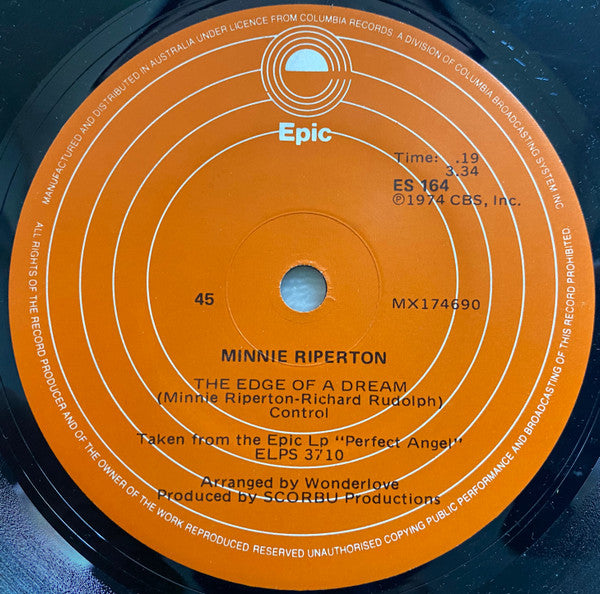 MANUFACTURED AND DISTRIBUTED IN AUSTRALIA UNDER LICENCE FROM COLUMBIA RECORDS A DIVISION OF COLUMBIA BROADCASTING SYSTEM INC
Epic
Time: .19
3.34
ES 164
℗1974 CBS, Inc.
45
MX174690
MINNIE RIPERTON
THE EDGE OF A DREAM
(Minnie Riperton-Richard Rudolph)
Control
Taken from the Epic Lp "Perfect Angel"
ELPS 3710
Arranged by Wonderlove
Produced by SCORBU Productions
ALL RIGHTS OF THE RECORD PRODUCER AND OF THE OWNER OF THE WORK REPRODUCED RESERVED UNAUTHORISED COPYING PUBLIC PERFORMANCE AND BROADCASTING OF THIS RECORD PROHIBITED.